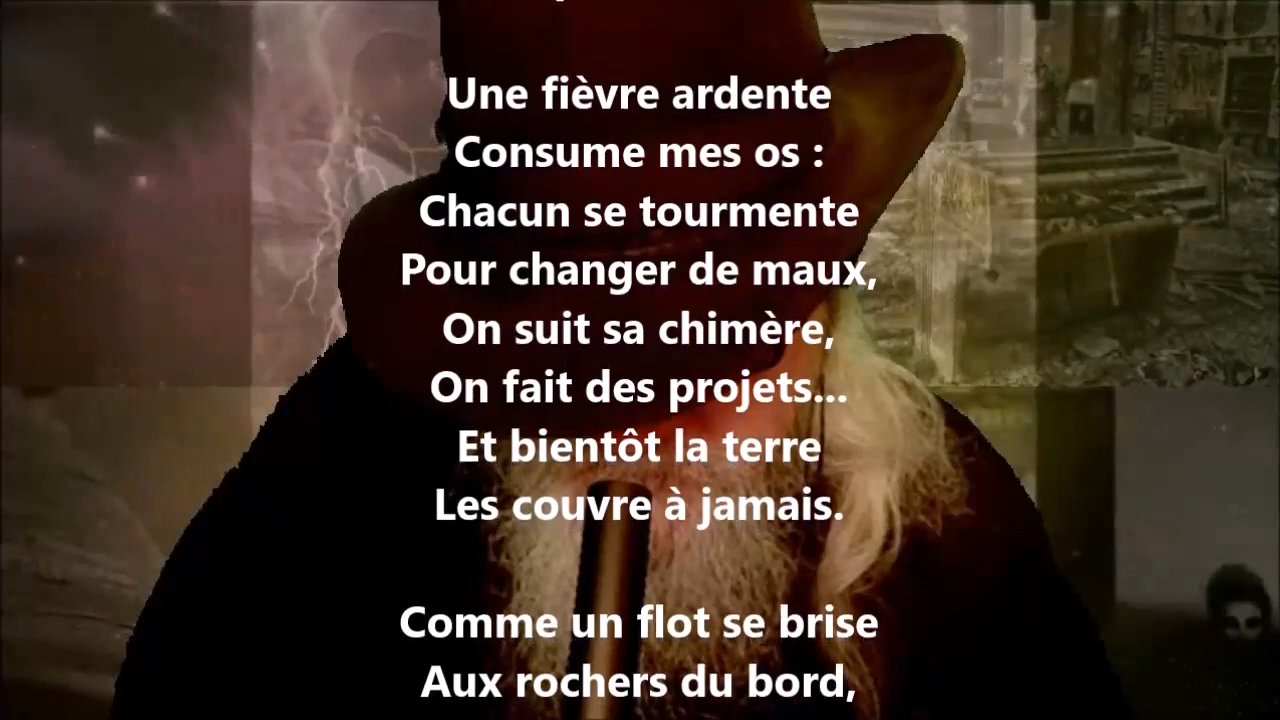 Une fièvre ardente
Consume mes os :
Chacun se tourmente
Pour changer de maux,
On suit sa chimère,
On fait des projets...
Et bientôt la terre
Les couvre à jamais.
Comme un flot se brise
Aux rochers du bord,